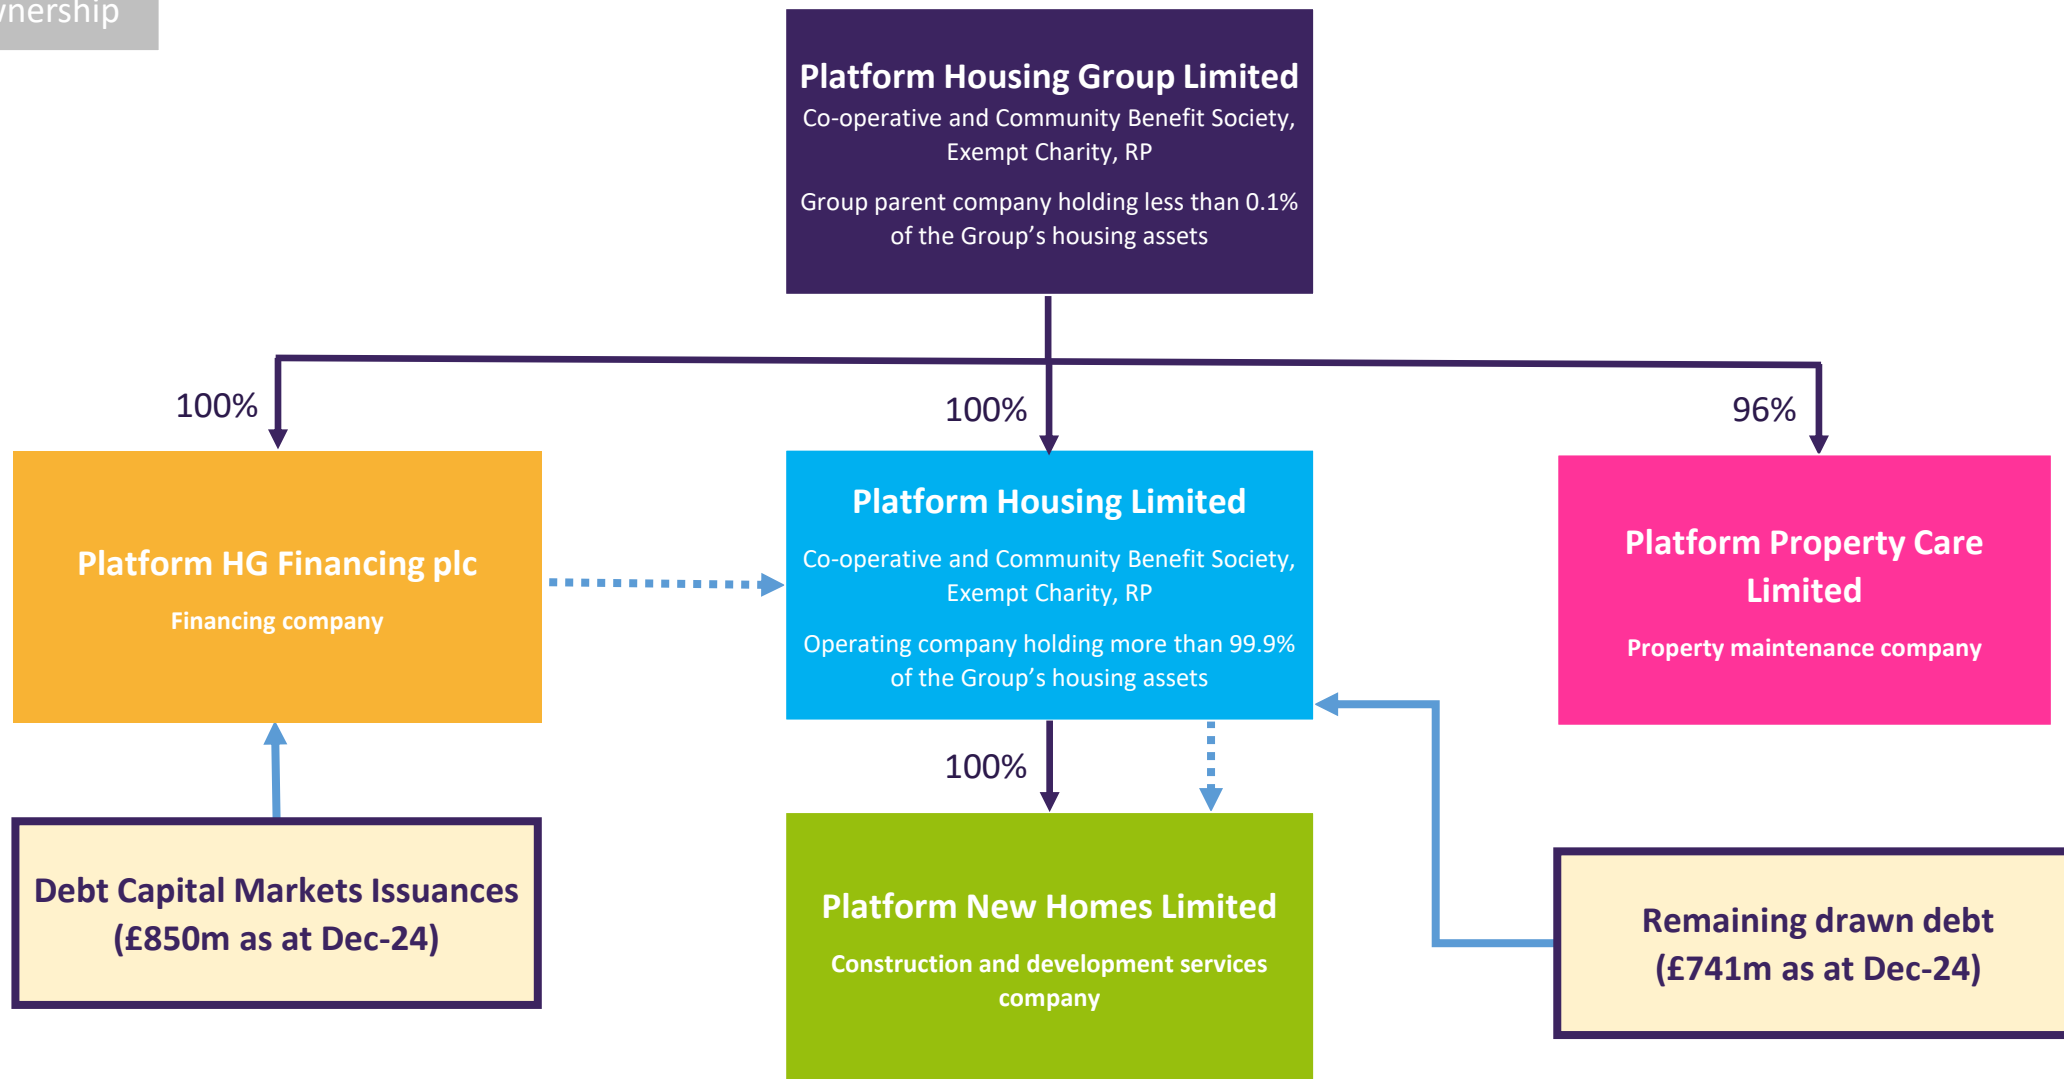 Platform Housing Group Limited
Co-operative and Community Benefit Society,
Exempt Charity, RP
Group parent company holding less than 0.1%
of the Group’s housing assets
100%
100%
96%
Platform HG Financing plc
Financing company
Platform Housing Limited
Co-operative and Community Benefit Society,
Exempt Charity, RP
Operating company holding more than 99.9%
of the Group’s housing assets
Platform Property Care
Limited
Property maintenance company
100%
Debt Capital Markets Issuances
(£850m as at Dec-24)
Platform New Homes Limited
Construction and development services
company
Remaining drawn debt
(£741m as at Dec-24)